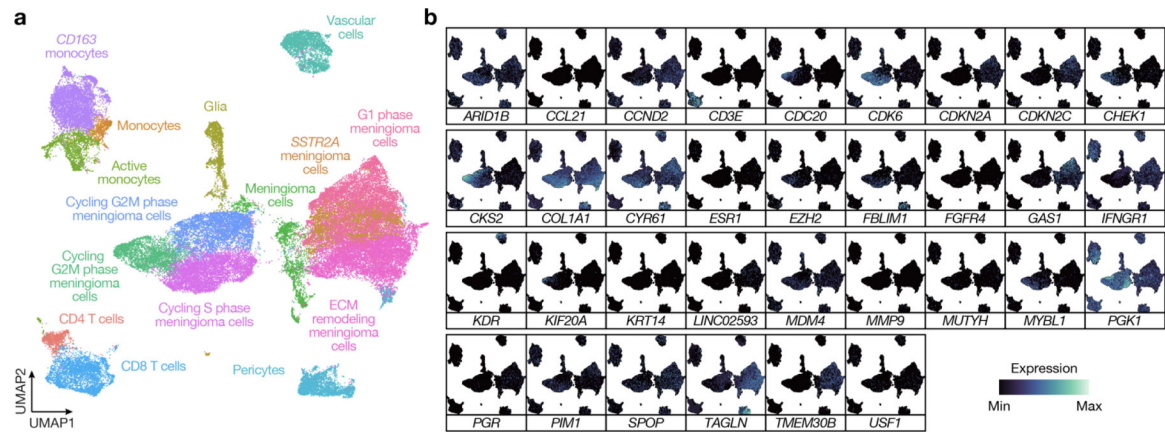 a
CD163
monocytes
Vascular
cells
Glia
G1 phase
meningioma
cells
Monocytes
SSTR2A
meningioma
cells
Active
monocytes
Meningioma
cells
Cycling G2M phase
meningioma cells
Cycling
G2M phase
meningioma
cells
Cycling S phase
meningioma cells
ECM
remodeling
meningioma
cells
CD4 T cells
CD8 T cells
Pericytes
UMAP2
UMAP1
b
ARID1B CCL21 CCND2 CD3E CDC20 CDK6 CDKN2A CDKN2C CHEK1
CKS2 COL1A1 CYR61 ESR1 EZH2 FBLIM1 FGFR4 GAS1 IFNGR1
KDR KIF20A KRT14 LINC02593 MDM4 MMP9 MUTYH MYBL1 PGK1
PGR PIM1 SPOP TAGLN TMEM30B USF1
Expression
Min Max